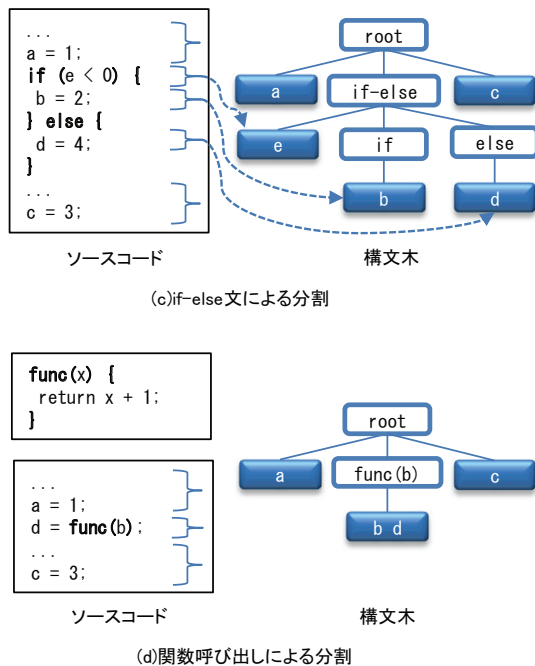 ...
a = 1;
if (e < 0) {
b = 2;
} else {
d = 4;
}
...
c = 3;
ソースコード
root
a
if-else
c
e
if
else
b
d
構文木
(c)if-else文による分割
func(x) {
return x + 1;
}
...
a = 1;
d = func(b);
...
c = 3;
ソースコード
root
a
func(b)
c
b d
構文木
(d)関数呼び出しによる分割